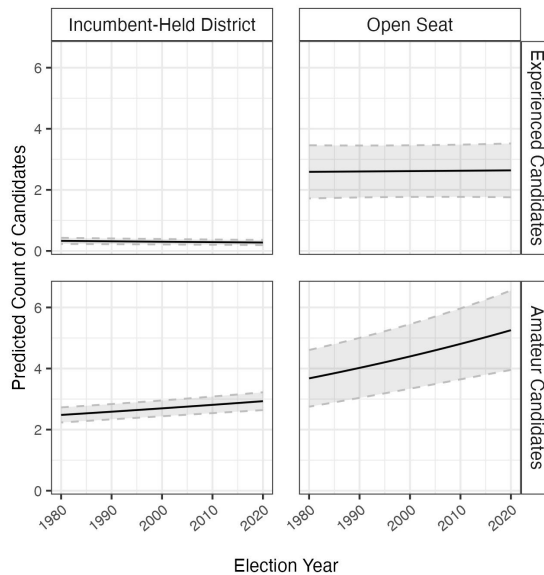 Incumbent-Held District
Open Seat
Predicted Count of Candidates
6
4
2
0
Experienced Candidates
6
4
2
0
Amateur Candidates
1980 1990 2000 2010 2020
1980 1990 2000 2010 2020
Election Year